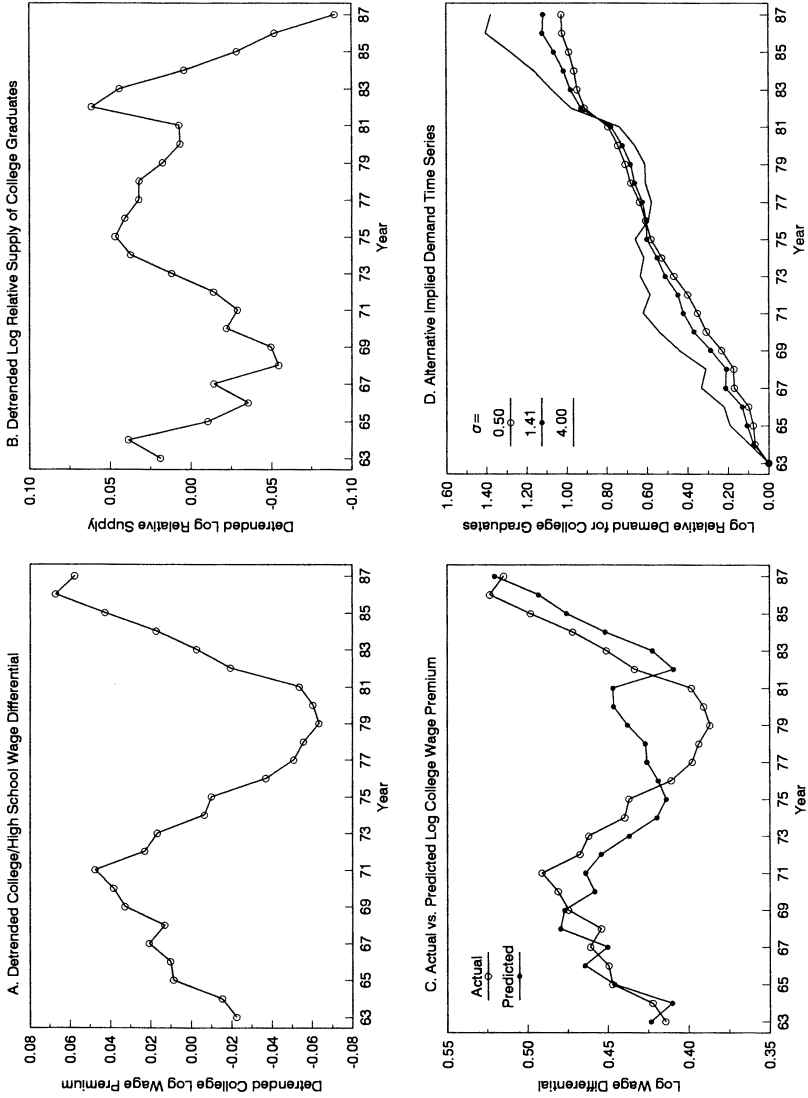 A. Detrended College/High School Wage Differential
Detrended College Log Wage Premium
0.08
0.06
0.04
0.02
0.00
-0.02
-0.04
-0.06
-0.08
63 65 67 69 71 73 75 77 79 81 83 85 87
Year
B. Detrended Log Relative Supply of College Graduates
Detrended Log Relative Supply
0.10
0.05
0.00
-0.05
-0.10
63 65 67 69 71 73 75 77 79 81 83 85 87
Year
C. Actual vs. Predicted Log College Wage Premium
Log Wage Differential
0.55
0.50
0.45
0.40
0.35
Actual
Predicted
63 65 67 69 71 73 75 77 79 81 83 85 87
Year
D. Alternative Implied Demand Time Series
Log Relative Demand for College Graduates
1.60
1.40
1.20
1.00
0.80
0.60
0.40
0.20
0.00
σ =
0.50
1.41
4.00
63 65 67 69 71 73 75 77 79 81 83 85 87
Year